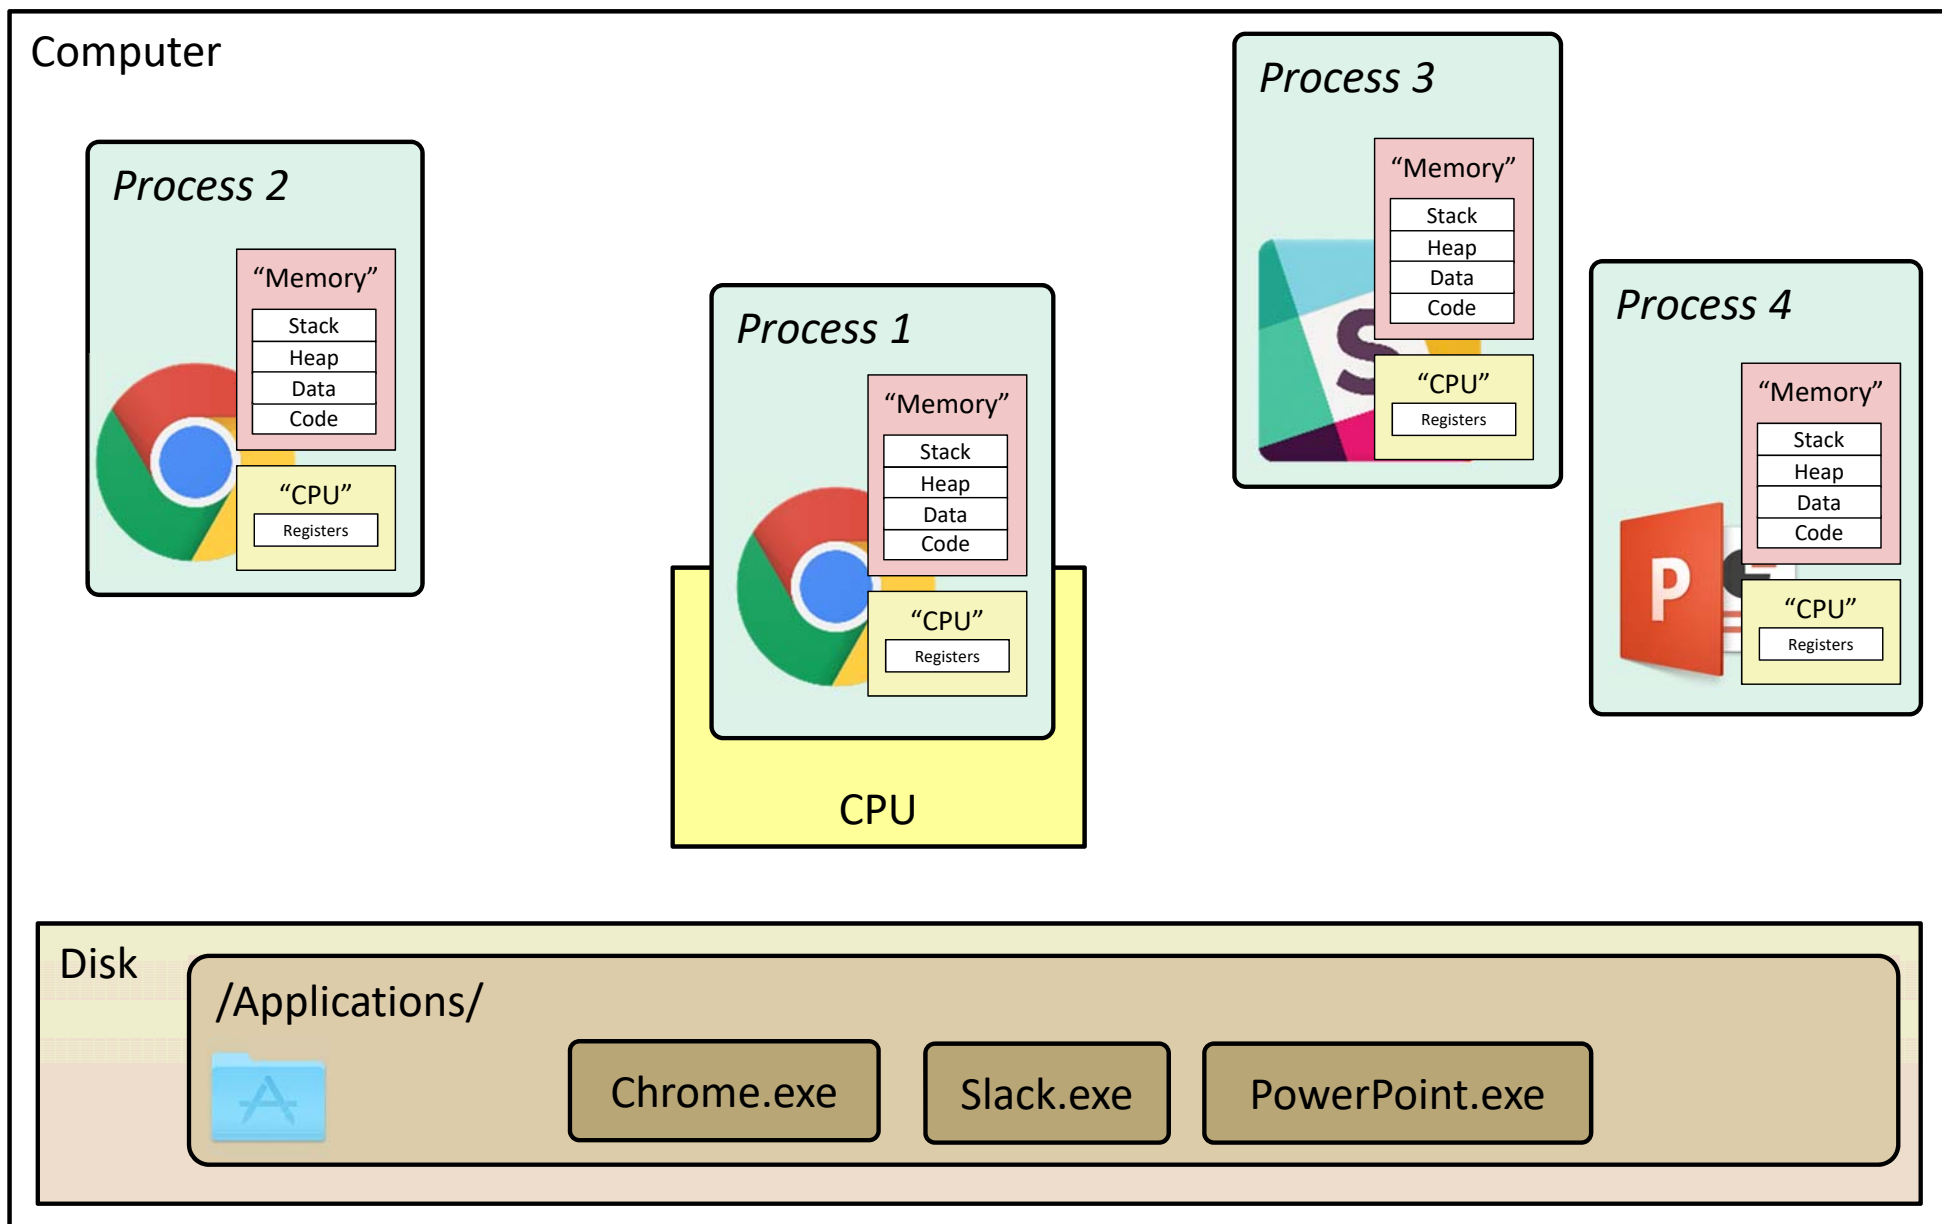 Computer
Process 2
“Memory”
Stack
Heap
Data
Code
“CPU”
Registers
Process 1
“Memory”
Stack
Heap
Data
Code
“CPU”
Registers
CPU
Process 3
“Memory”
Stack
Heap
Data
Code
S
“CPU”
Registers
Process 4
“Memory”
Stack
Heap
Data
Code
P
“CPU”
Registers
Disk
/Applications/
Chrome.exe
Slack.exe
PowerPoint.exe